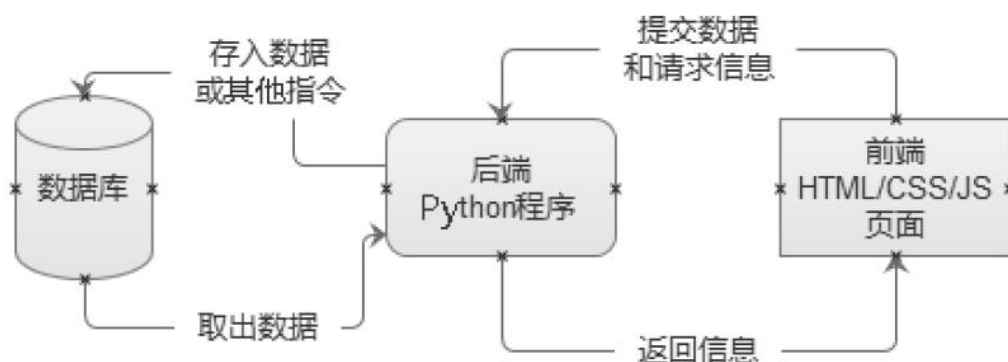 存入数据
或其他指令
提交数据
和请求信息
数据库
后端
Python程序
前端
HTML/CSS/JS
页面
取出数据
返回信息